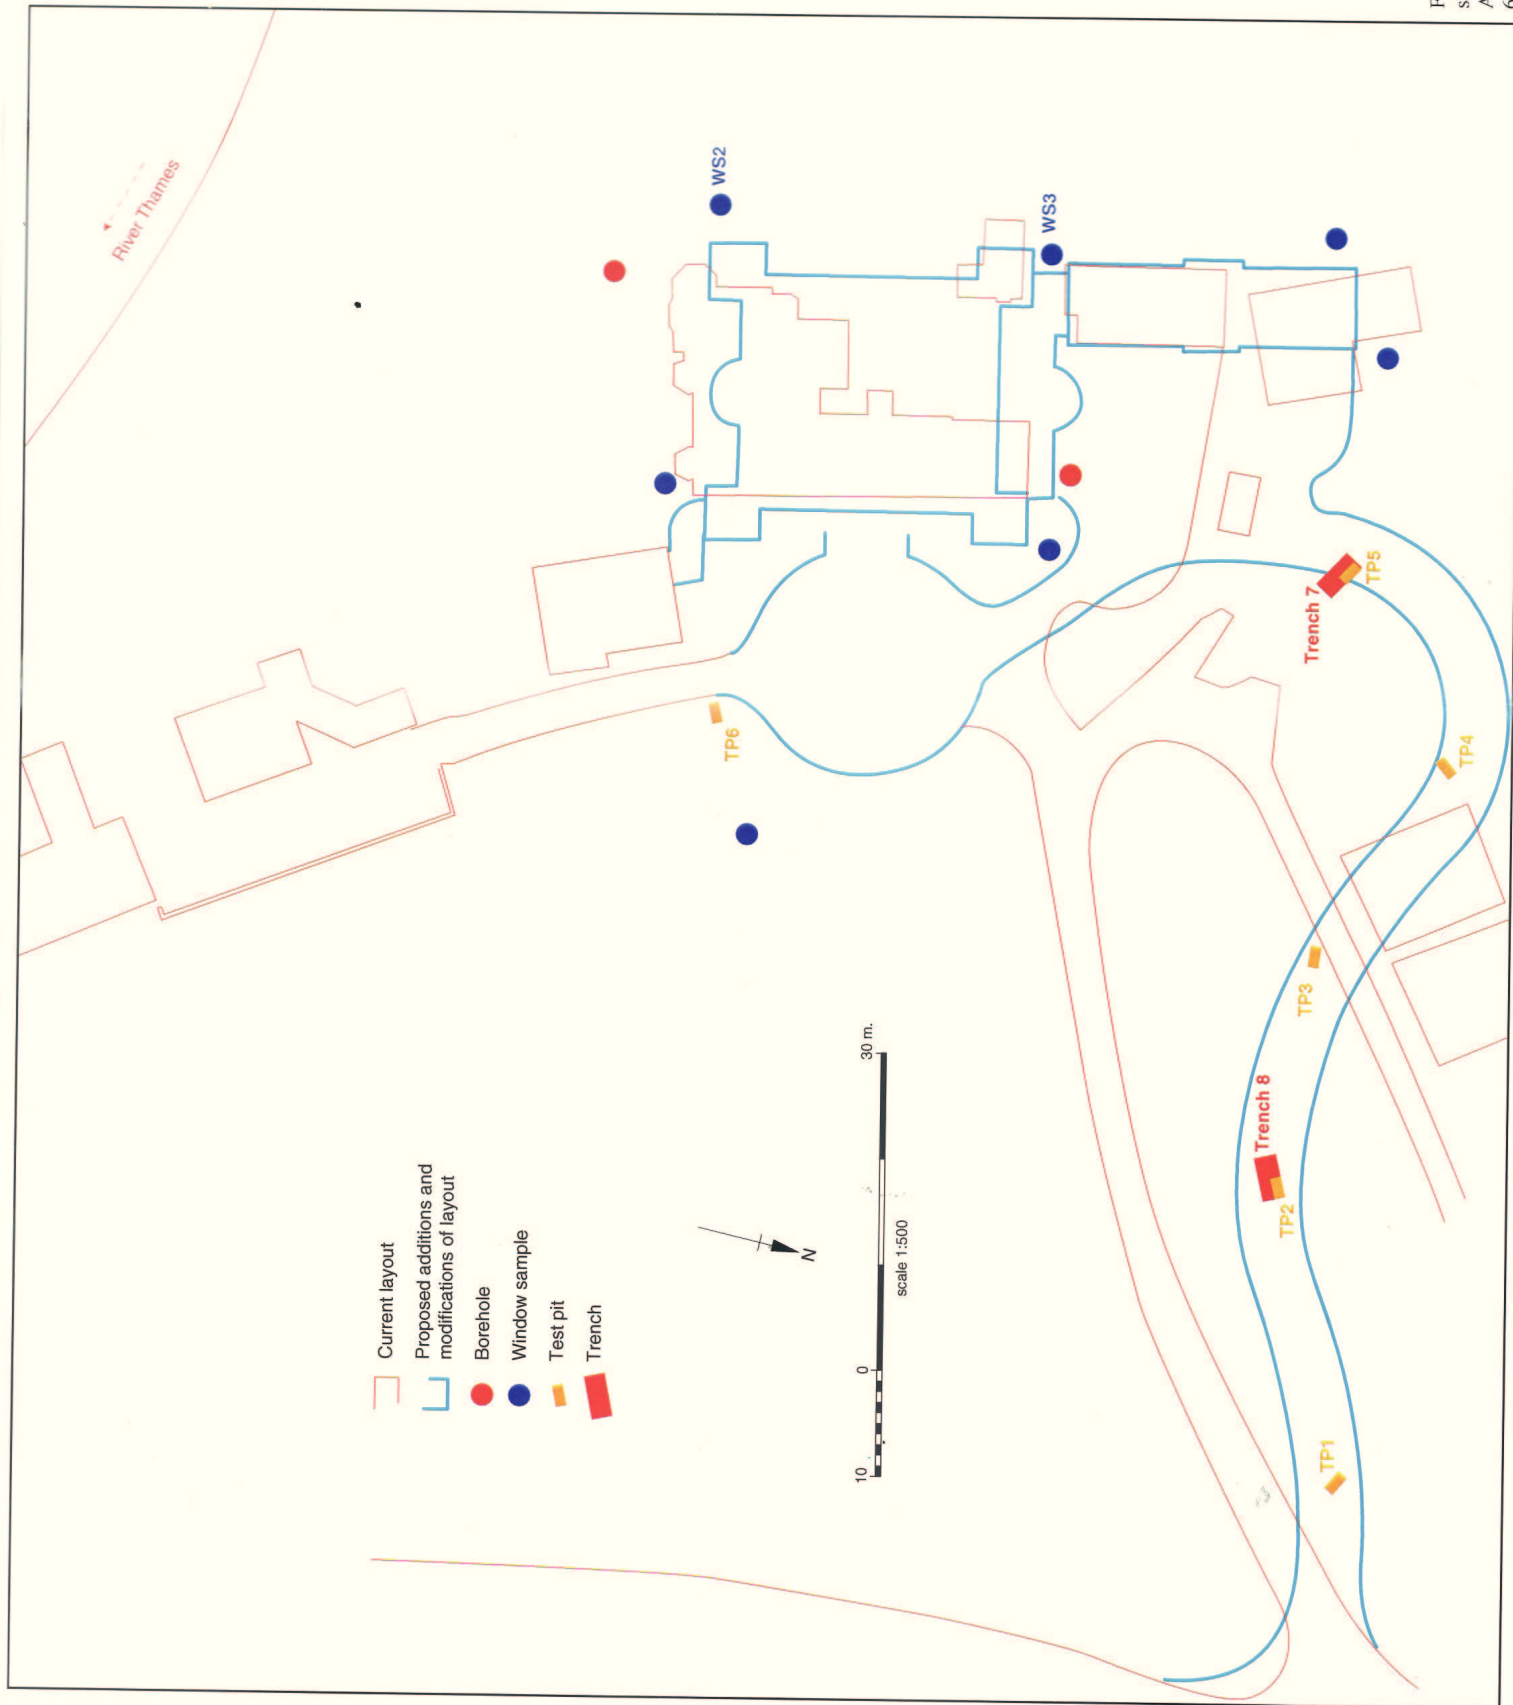 River Thames
WS2
WS3
TP6
Trench 7
TP5
TP4
TP3
Trench 8
TP2
TP1
Current layout
Proposed additions and
modifications of layout
Borehole
Window sample
Test pit
Trench
N
10
0
30 m.
scale 1:500